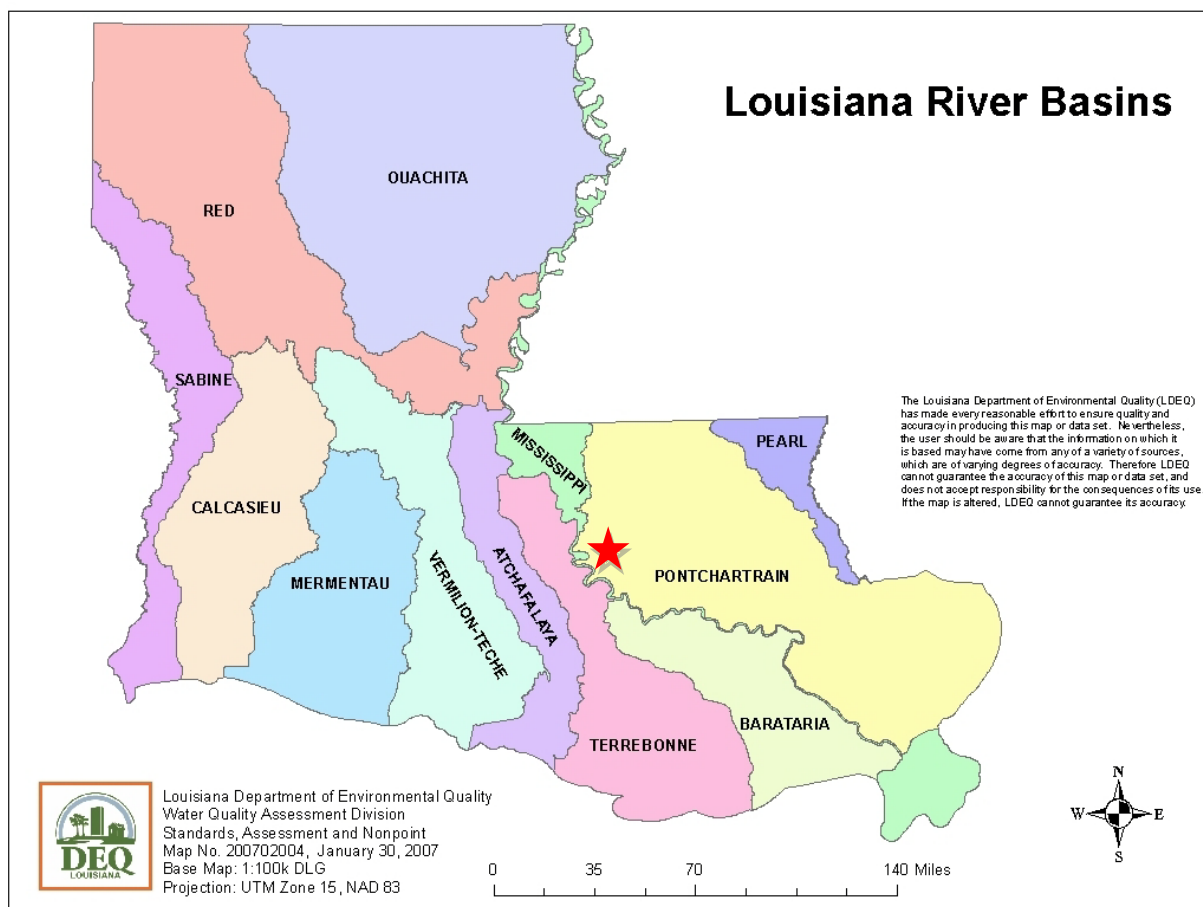 Louisiana River Basins
OUACHITA
RED
SABINE
The Louisiana Department of Environmental Quality (LDEQ)
has made every reasonable effort to ensure quality and
accuracy in producing this map or data set. Nevertheless,
the user should be aware that the information on which it
is based may have come from any of a variety of sources,
which are of varying degrees of accuracy. Therefore LDEQ
cannot guarantee the accuracy of this map or data set, and
does not accept responsibility for the consequences of its use
If the map is altered, LDEQ cannot guarantee its accuracy.
MISSISSIPPI
PEARL
CALCASIEU
MERMENTAU
VERMILION-TECHE
ATCHAFALAYA
PONTCHARTRAIN
BARATARIA
TERREBONNE
DEQ
LOUISIANA
Louisiana Department of Environmental Quality
Water Quality Assessment Division
Standards, Assessment and Nonpoint
Map No. 200702004, January 30, 2007
Base Map: 1:100k DLG
Projection: UTM Zone 15, NAD 83
0 35 70 140 Miles
N
W E
S